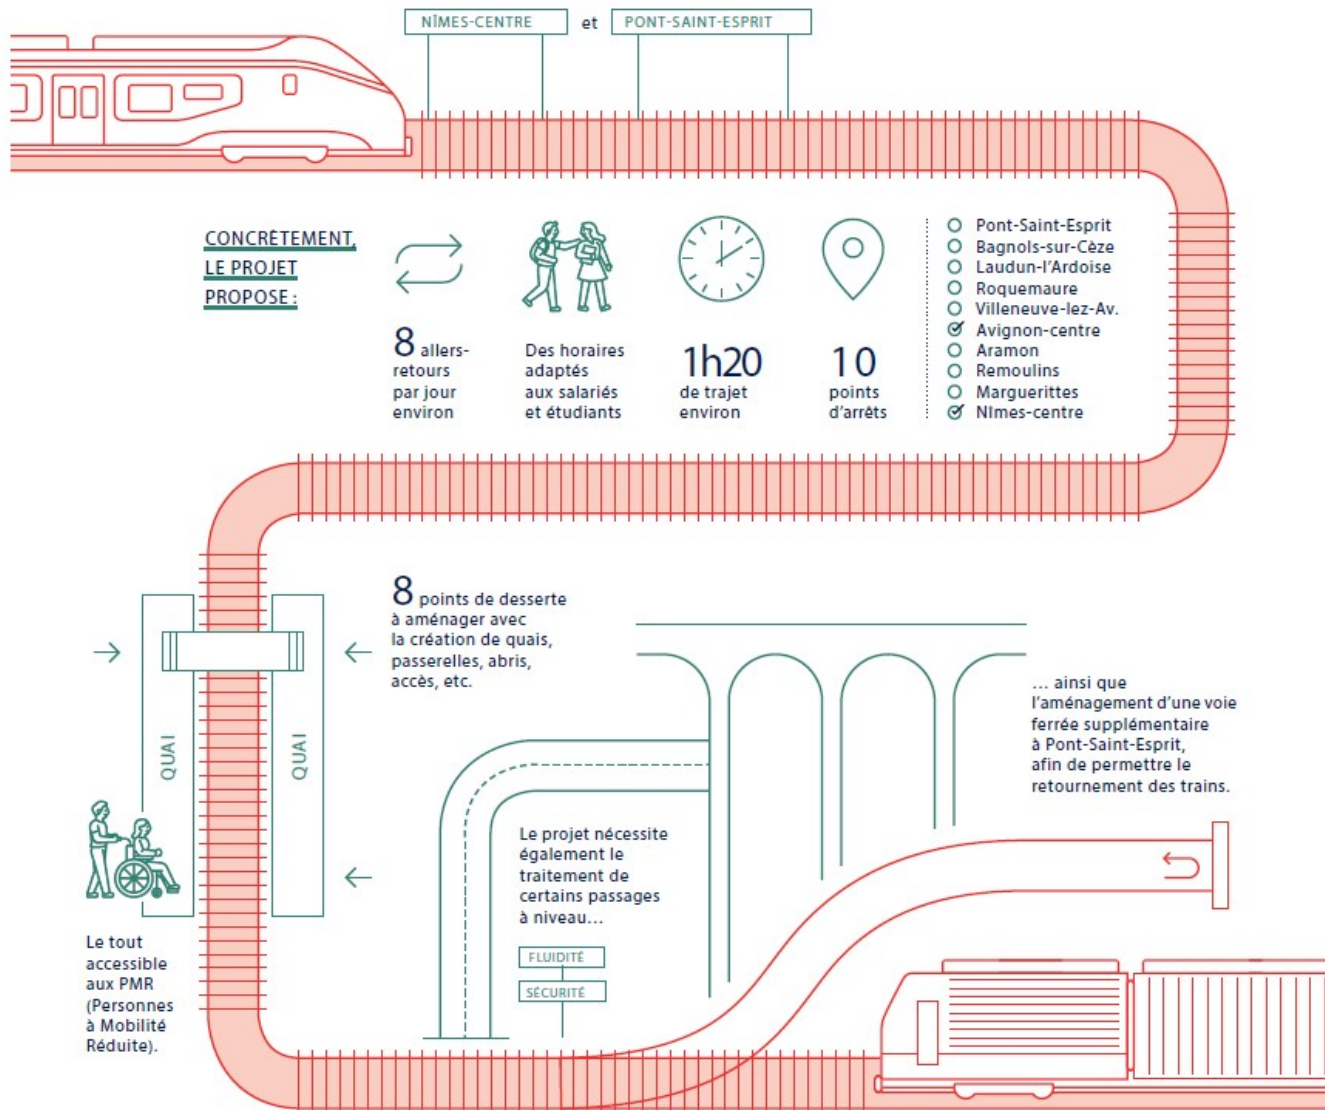 NÎMES-CENTRE et PONT-SAINT-ESPRIT
CONCRÈTEMENT,
LE PROJET
PROPOSE :
8 allers-
retours
par jour
environ
Des horaires
adaptés
aux salariés
et étudiants
1h20
de trajet
environ
10
points
d'arrêts
Pont-Saint-Esprit
Bagnols-sur-Cèze
Laudun-l'Ardoise
Roquemaure
Villeneuve-lez-Av.
Avignon-centre
Aramon
Remoulins
Marguerittes
Nîmes-centre
8 points de desserte
à aménager avec
la création de quais,
passerelles, abris,
accès, etc.
QUAI
QUAI
... ainsi que
l'aménagement d'une voie
ferrée supplémentaire
à Pont-Saint-Esprit,
afin de permettre le
retournement des trains.
Le projet nécessite
également le
traitement de
certains passages
à niveau...
FLUIDITÉ
SÉCURITÉ
Le tout
accessible
aux PMR
(Personnes
à Mobilité
Réduite).